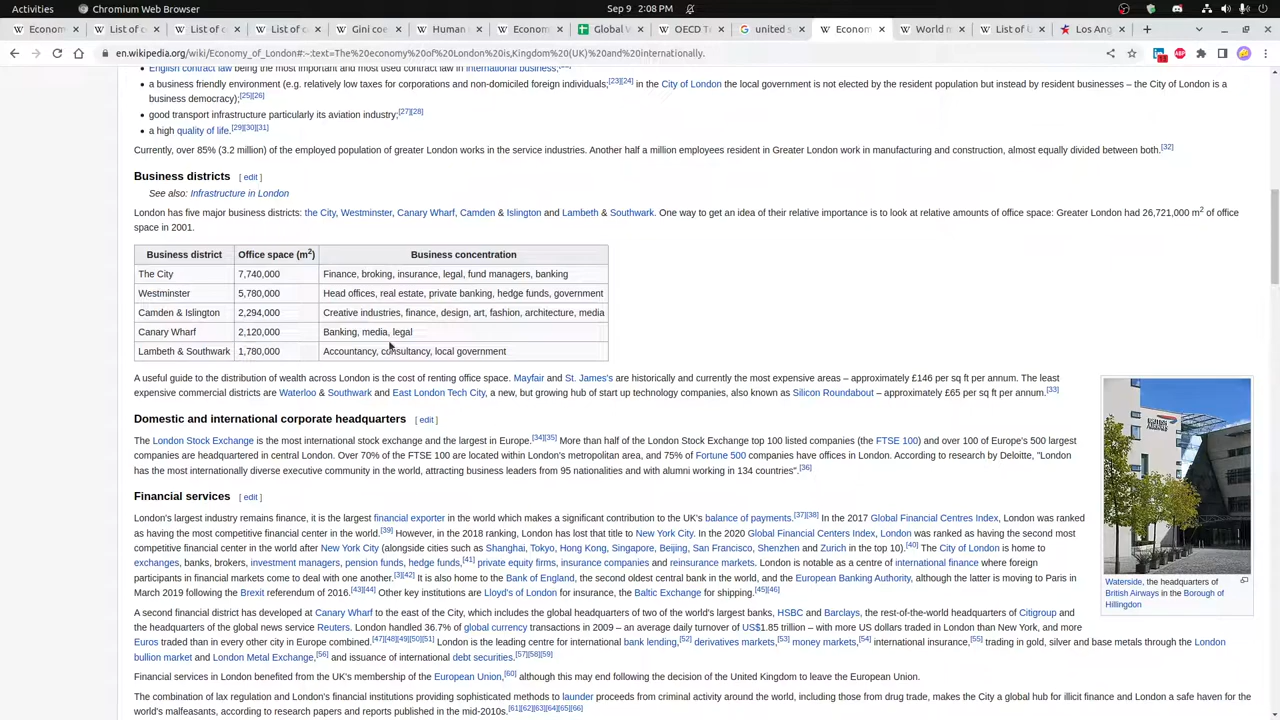 Activities
Chromium Web Browser
Sep 9 2:08 PM
Econom
List of c
List of c
List of c
Gini coe
Econom
Econom
Global W
OECD T
united s
Econom
World m
List of U
Los Ang
en.wikipedia.org/wiki/Economy_of_London#:~:text=The%20economy%20of%20London%20is,Kingdom%20(UK)%20and%20internationally.
• English contract law being the most important and most used contract law in international business;
• a business friendly environment (e.g. relatively low taxes for corporations and non-domiciled foreign individuals;[23][24] in the City of London the local government is not elected by the resident population but instead by resident businesses – the City of London is a
business democracy);[25][26]
• good transport infrastructure particularly its aviation industry;[27][28]
• a high quality of life.[29][30][31]
Currently, over 85% (3.2 million) of the employed population of greater London works in the service industries. Another half a million employees resident in Greater London work in manufacturing and construction, almost equally divided between both.[32]
Business districts [ edit ]
See also: Infrastructure in London
London has five major business districts: the City, Westminster, Canary Wharf, Camden & Islington and Lambeth & Southwark. One way to get an idea of their relative importance is to look at relative amounts of office space: Greater London had 26,721,000 m2 of office
space in 2001.
Business district Office space (m2) Business concentration
The City 7,740,000 Finance, broking, insurance, legal, fund managers, banking
Westminster 5,780,000 Head offices, real estate, private banking, hedge funds, government
Camden & Islington 2,294,000 Creative industries, finance, design, art, fashion, architecture, media
Canary Wharf 2,120,000 Banking, media, legal
Lambeth & Southwark 1,780,000 Accountancy, consultancy, local government
A useful guide to the distribution of wealth across London is the cost of renting office space. Mayfair and St. James's are historically and currently the most expensive areas – approximately £146 per sq ft per annum. The least
expensive commercial districts are Waterloo & Southwark and East London Tech City, a new, but growing hub of start up technology companies, also known as Silicon Roundabout – approximately £65 per sq ft per annum.[33]
Domestic and international corporate headquarters [ edit ]
The London Stock Exchange is the most international stock exchange and the largest in Europe.[34][35] More than half of the London Stock Exchange top 100 listed companies (the FTSE 100) and over 100 of Europe's 500 largest
companies are headquartered in central London. Over 70% of the FTSE 100 are located within London's metropolitan area, and 75% of Fortune 500 companies have offices in London. According to research by Deloitte, "London
has the most internationally diverse executive community in the world, attracting business leaders from 95 nationalities and with alumni working in 134 countries".[36]
Financial services [ edit ]
London's largest industry remains finance, it is the largest financial exporter in the world which makes a significant contribution to the UK's balance of payments.[37][38] In the 2017 Global Financial Centres Index, London was ranked
as having the most competitive financial center in the world.[39] However, in the 2018 ranking, London has lost that title to New York City. In the 2020 Global Financial Centers Index, London was ranked as having the second most
competitive financial center in the world after New York City (alongside cities such as Shanghai, Tokyo, Hong Kong, Singapore, Beijing, San Francisco, Shenzhen and Zurich in the top 10).[40] The City of London is home to
exchanges, banks, brokers, investment managers, pension funds, hedge funds,[41] private equity firms, insurance companies and reinsurance markets. London is notable as a centre of international finance where foreign
participants in financial markets come to deal with one another.[3][42] It is also home to the Bank of England, the second oldest central bank in the world, and the European Banking Authority, although the latter is moving to Paris in
March 2019 following the Brexit referendum of 2016.[43][44] Other key institutions are Lloyd's of London for insurance, the Baltic Exchange for shipping.[45][46]
A second financial district has developed at Canary Wharf to the east of the City, which includes the global headquarters of two of the world's largest banks, HSBC and Barclays, the rest-of-the-world headquarters of Citigroup and
the headquarters of the global news service Reuters. London handled 36.7% of global currency transactions in 2009 – an average daily turnover of US$1.85 trillion – with more US dollars traded in London than New York, and more
Euros traded than in every other city in Europe combined.[47][48][49][50][51] London is the leading centre for international bank lending,[52] derivatives markets,[53] money markets,[54] international insurance,[55] trading in gold, silver and base metals through the London
bullion market and London Metal Exchange,[56] and issuance of international debt securities.[57][58][59]
Financial services in London benefited from the UK's membership of the European Union,[60] although this may end following the decision of the United Kingdom to leave the European Union.
The combination of lax regulation and London's financial institutions providing sophisticated methods to launder proceeds from criminal activity around the world, including those from drug trade, makes the City a global hub for illicit finance and London a safe haven for the
world's malfeasants, according to research papers and reports published in the mid-2010s.[61][62][63][64][65][66]
Waterside, the headquarters of
British Airways in the Borough of
Hillingdon